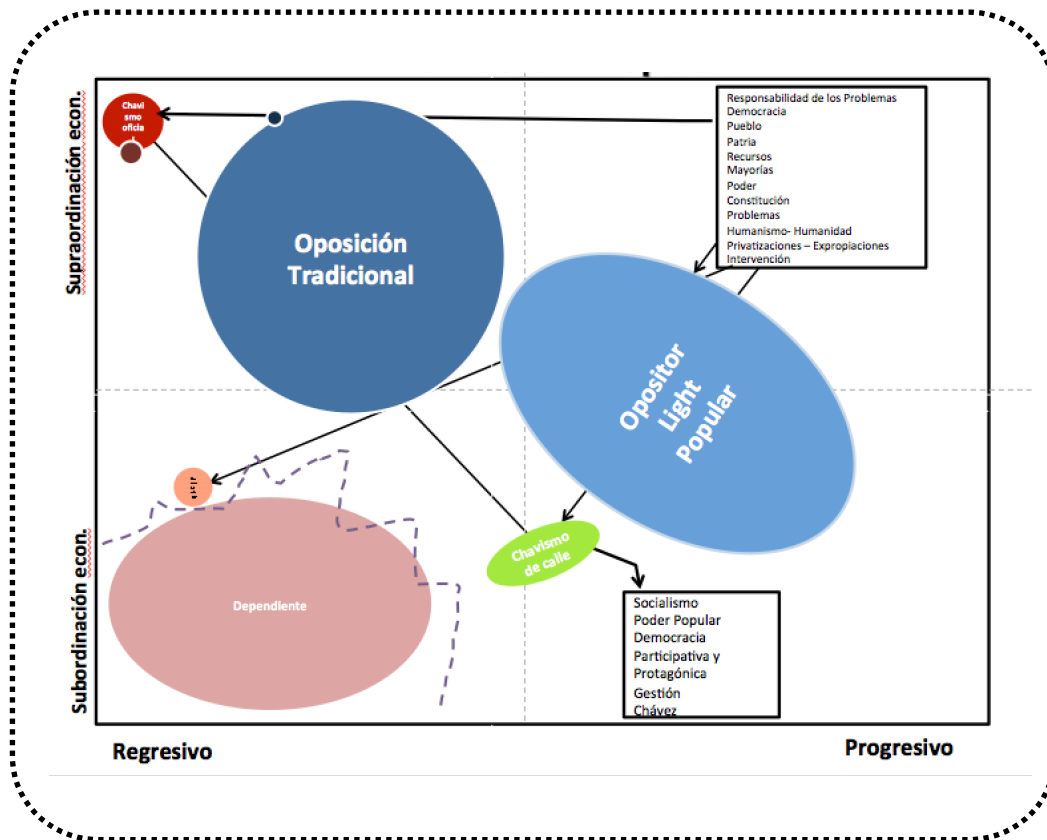 Supraordinación econ.
Chavi
smo
oficia
Oposición
Tradicional
Responsabilidad de los Problemas
Democracia
Pueblo
Patria
Recursos
Mayorías
Poder
Constitución
Problemas
Humanismo- Humanidad
Privatizaciones – Expropiaciones
Intervención
Opositor
Light
Popular
Subordinación econ.
Dependiente
Chavismo
de calle
Socialismo
Poder Popular
Democracia
Participativa y
Protagónica
Gestión
Chávez
Regresivo
Progresivo